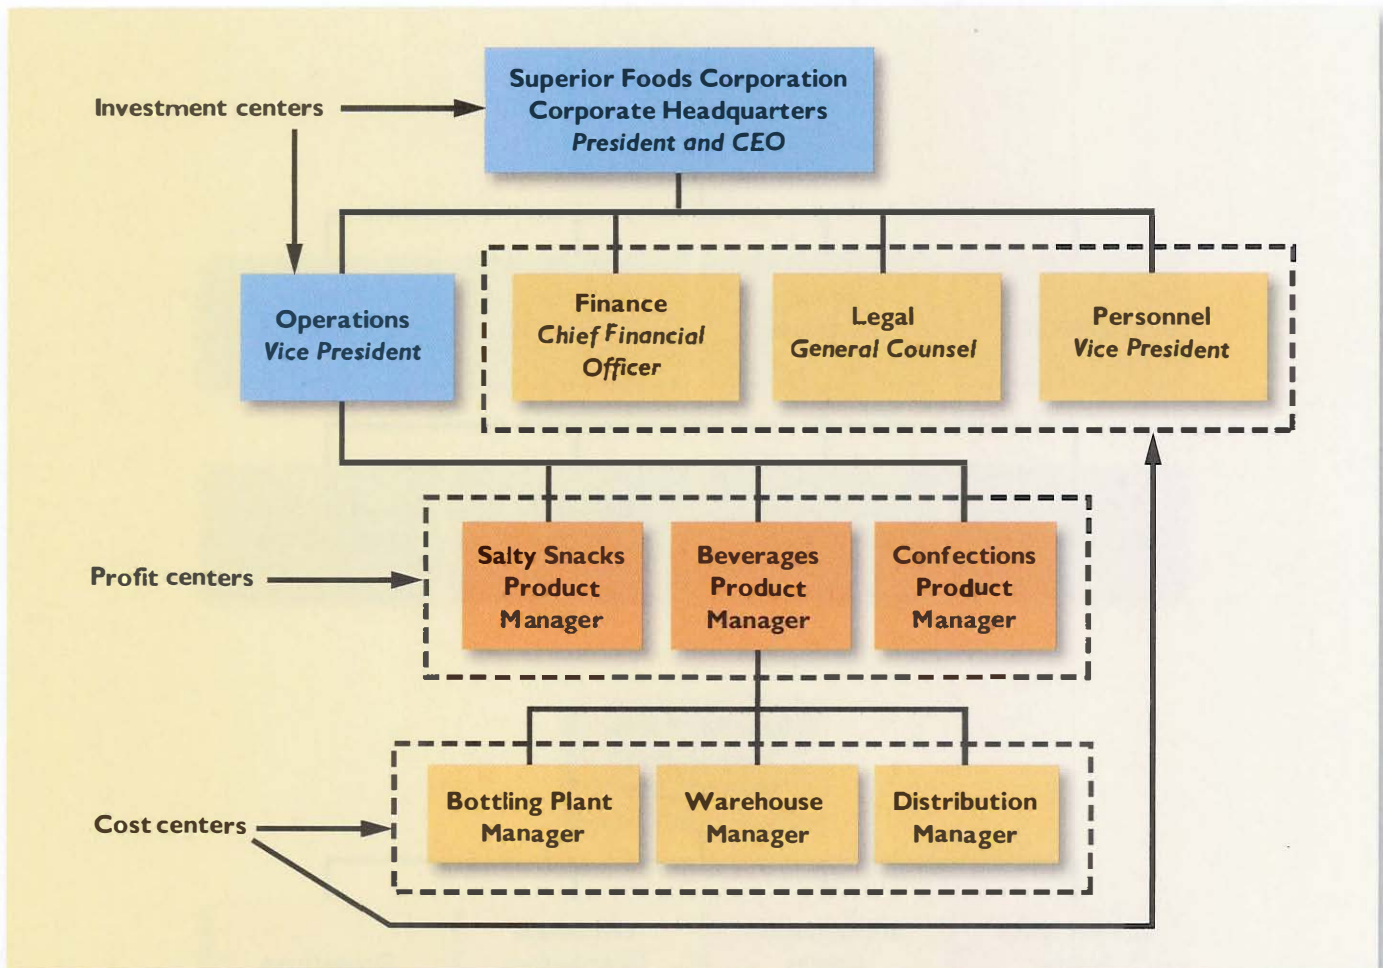 Superior Foods Corporation
Corporate Headquarters
President and CEO
Investment centers
Operations
Vice President
Finance
Chief Financial
Officer
Legal
General Counsel
Personnel
Vice President
Profit centers
Salty Snacks
Product
Manager
Beverages
Product
Manager
Confections
Product
Manager
Cost centers
Bottling Plant
Manager
Warehouse
Manager
Distribution
Manager